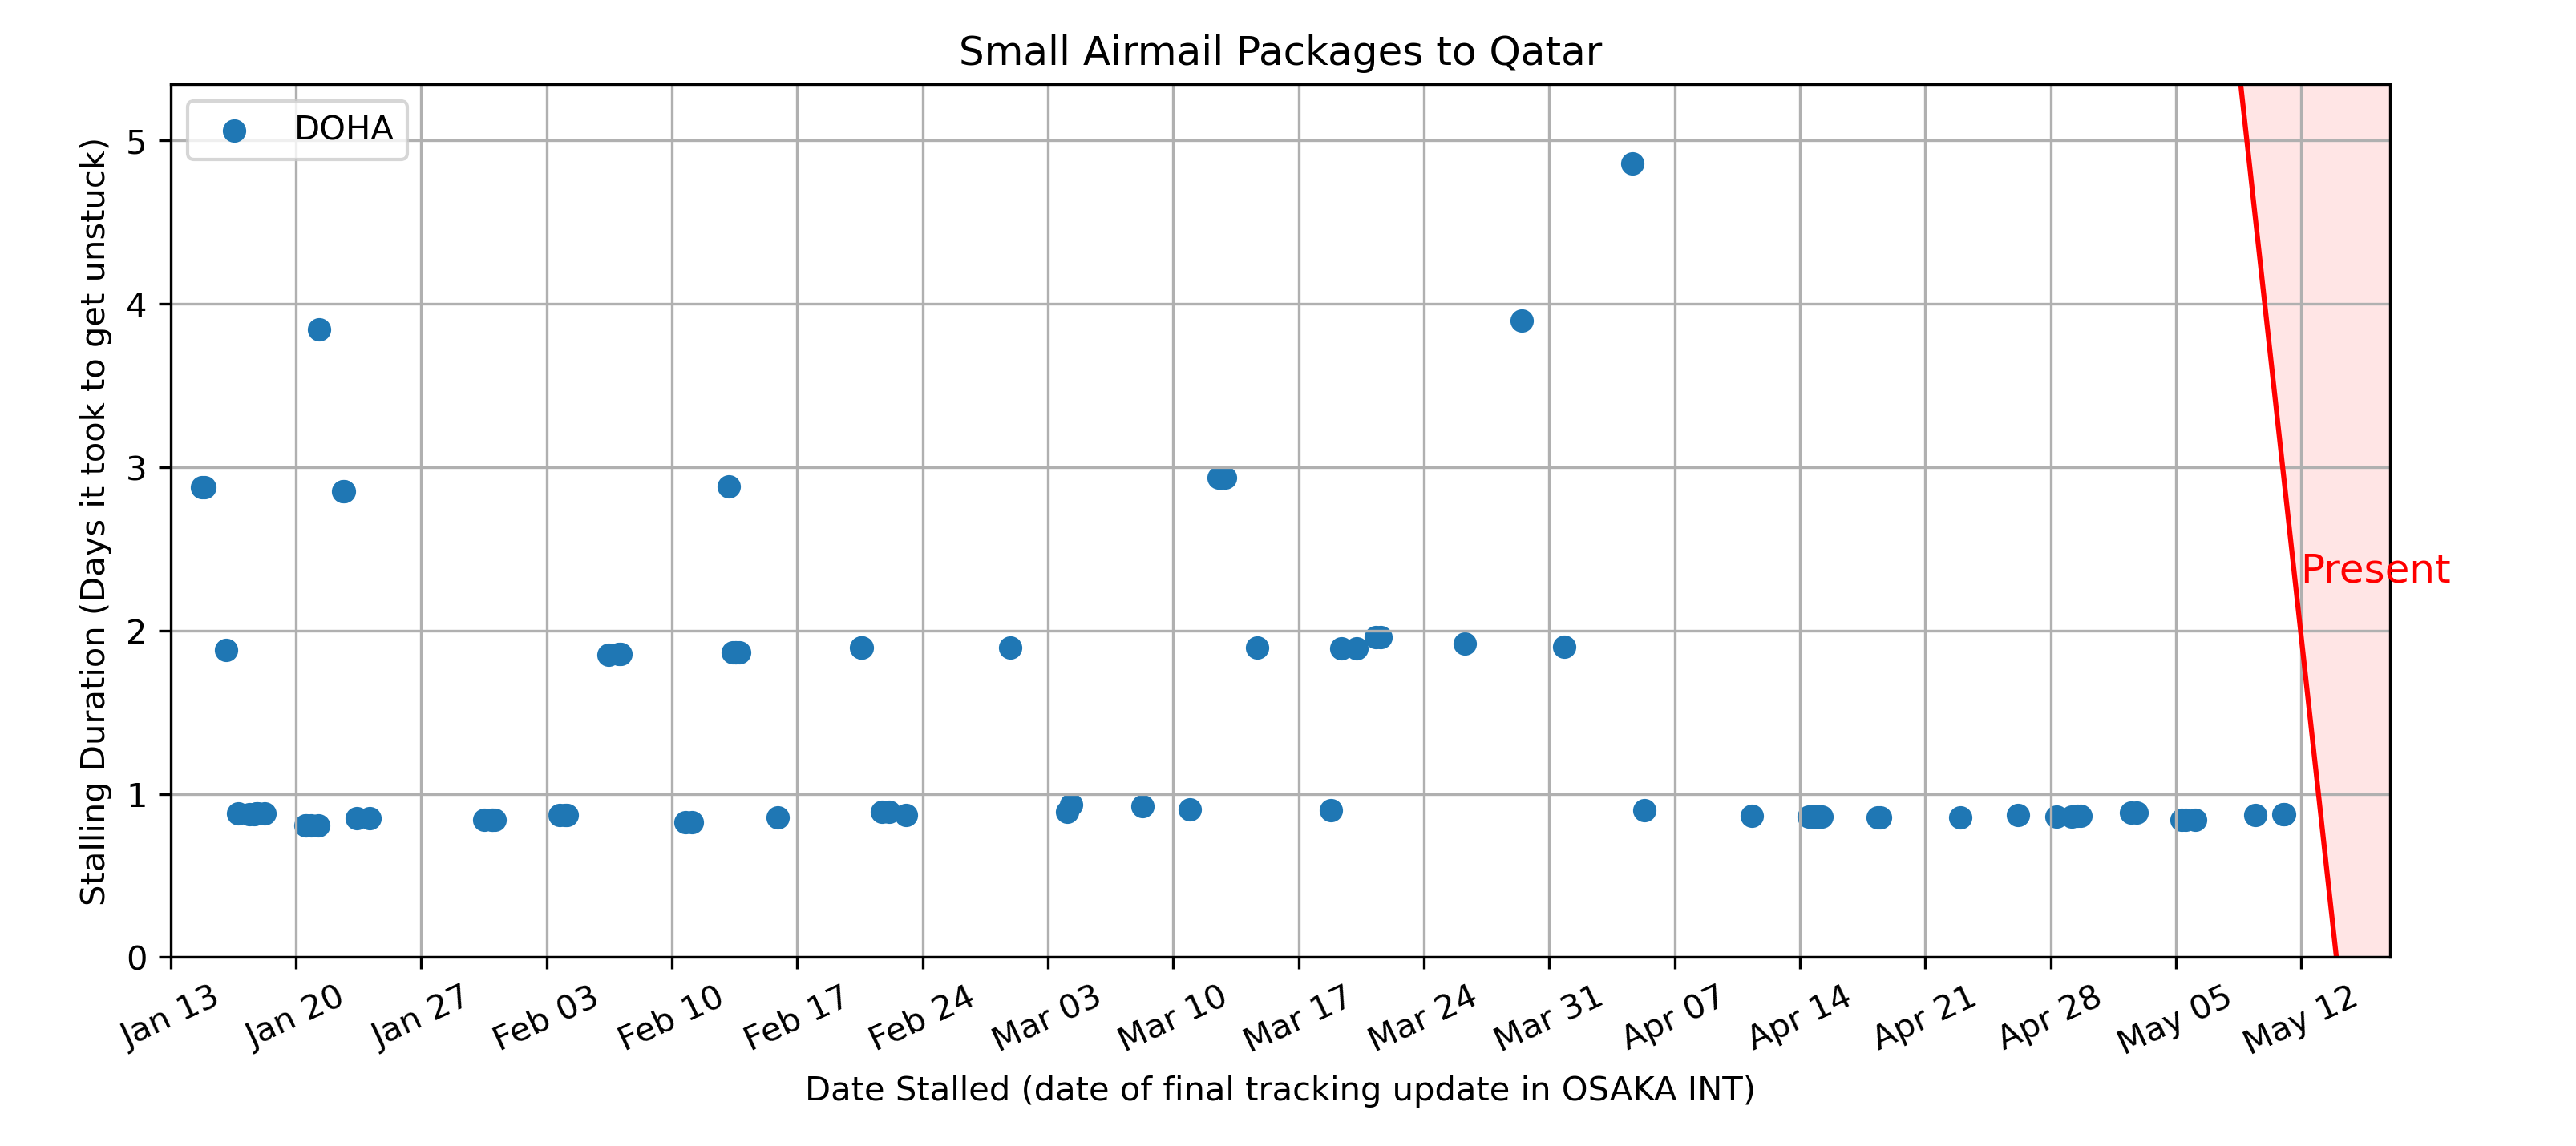 Small Airmail Packages to Qatar
DOHA
Stalling Duration (Days it took to get unstuck)
5
4
3
2
1
0
Present
Jan 13 Jan 20 Jan 27 Feb 03 Feb 10 Feb 17 Feb 24 Mar 03 Mar 10 Mar 17 Mar 24 Mar 31 Apr 07 Apr 14 Apr 21 Apr 28 May 05 May 12
Date Stalled (date of final tracking update in OSAKA INT)